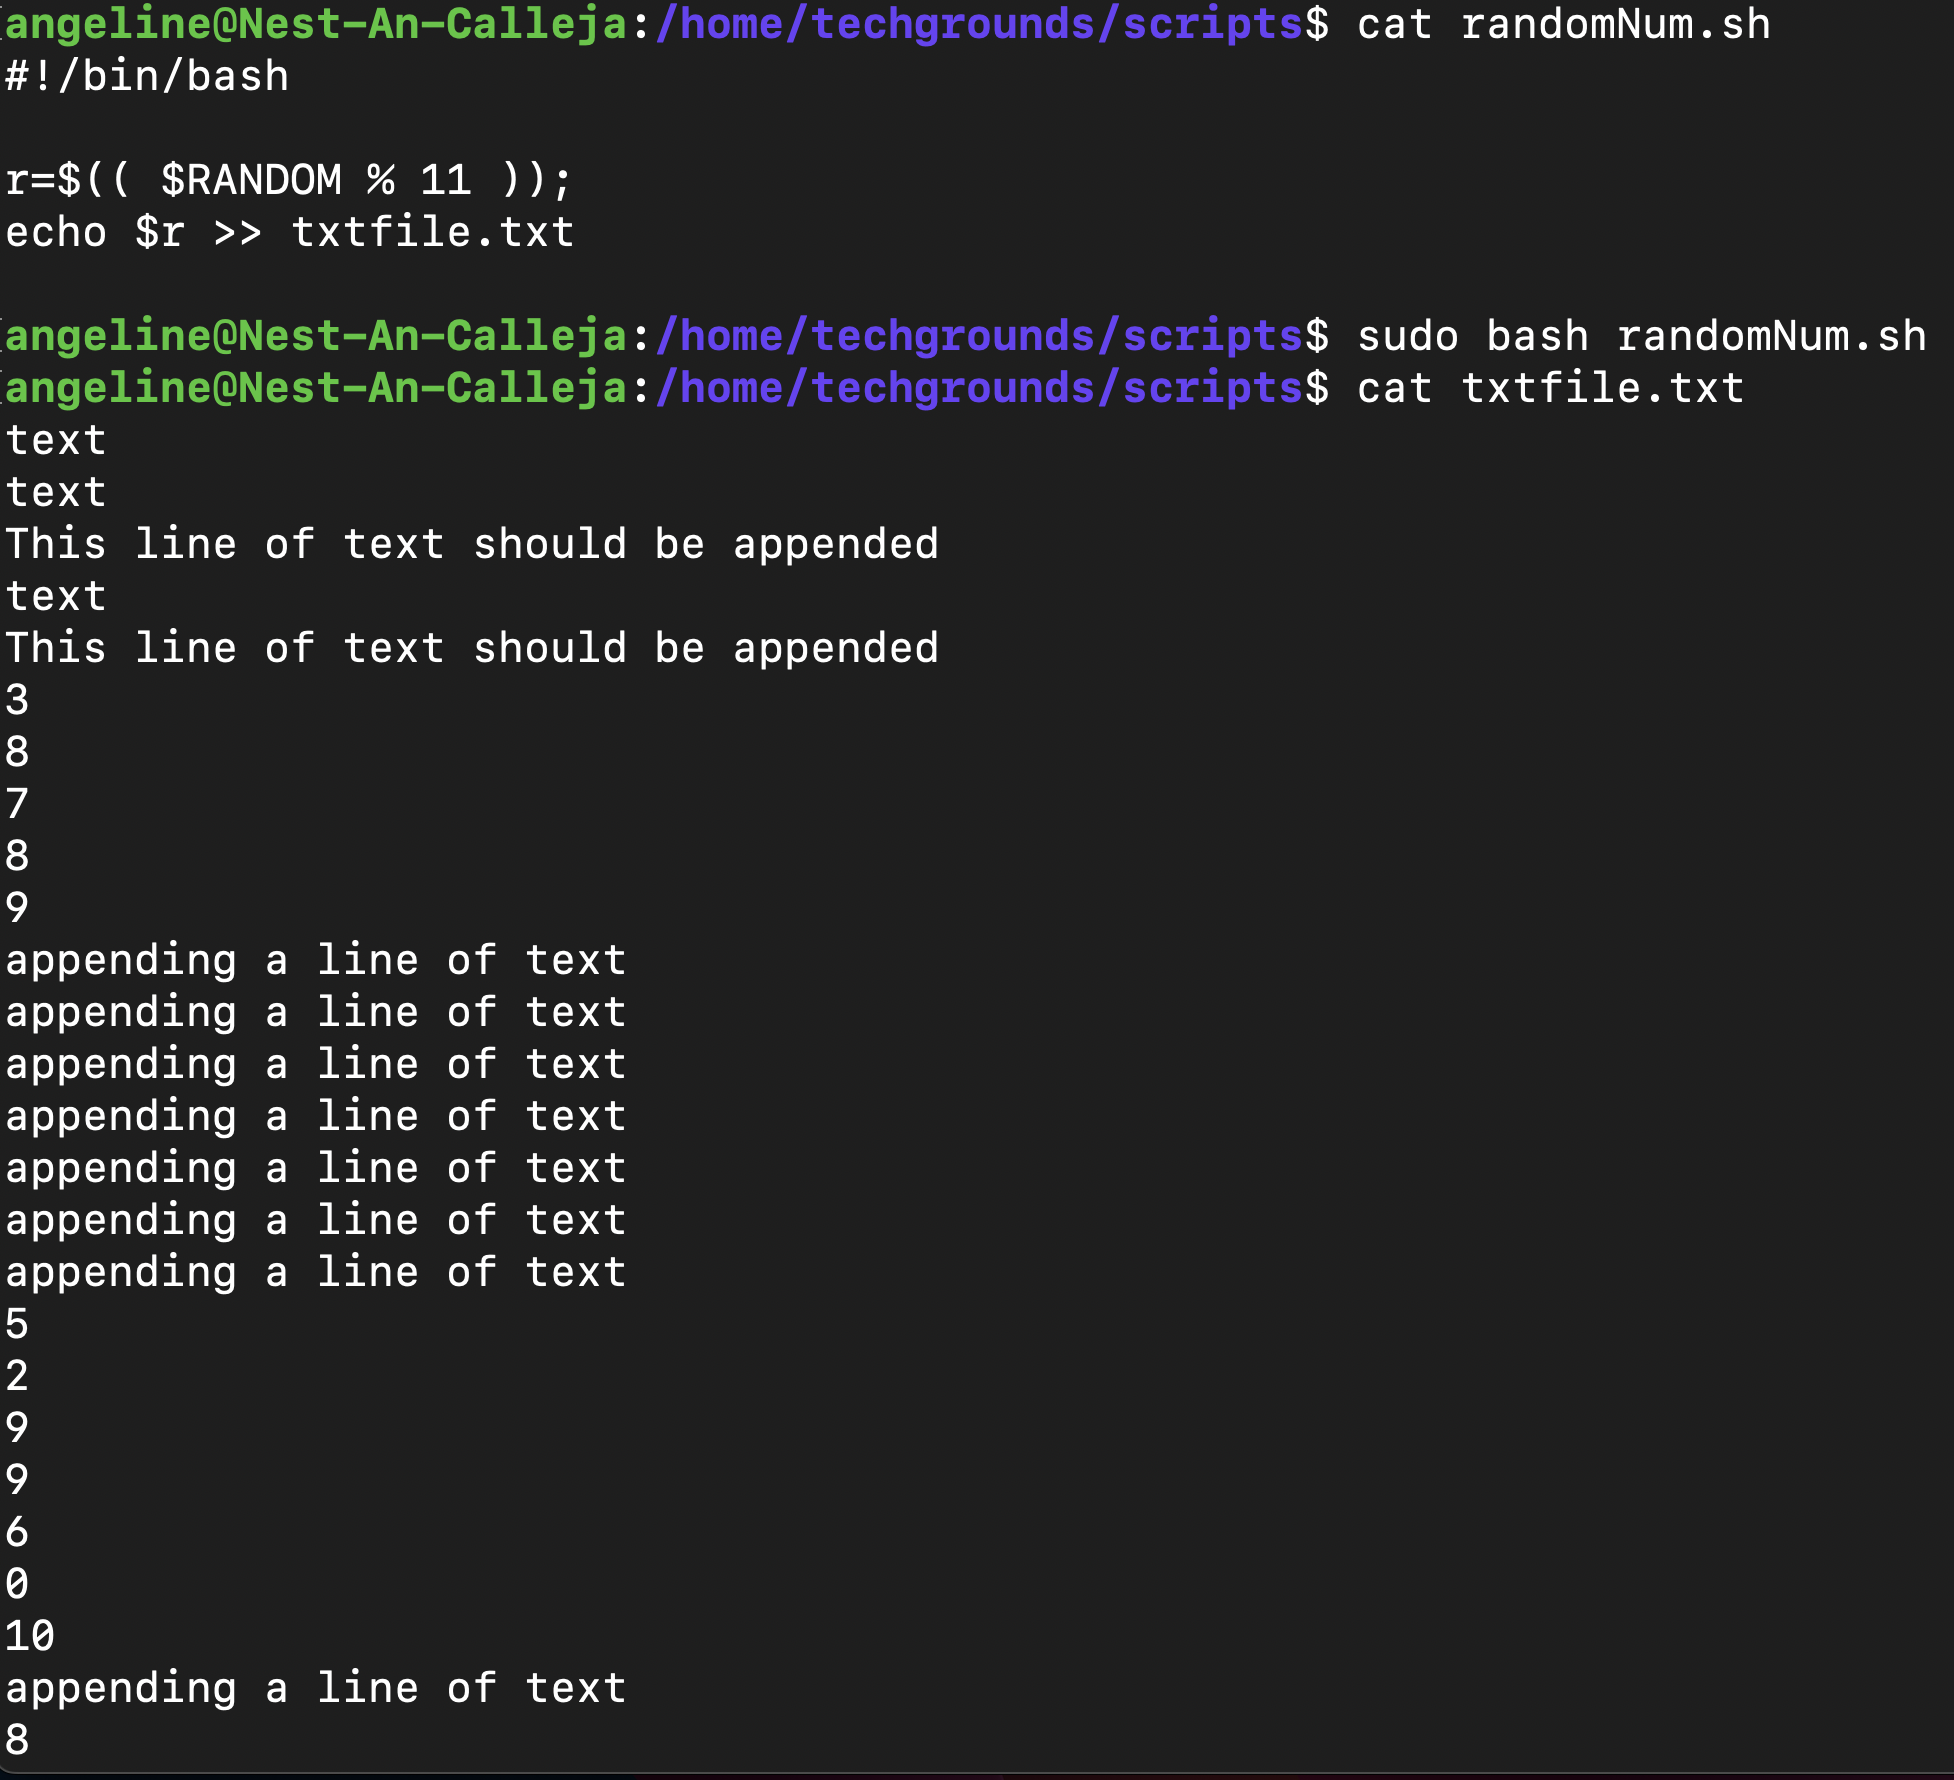 angeline@Nest-An-Calleja:/home/techgrounds/scripts$ cat randomNum.sh
#!/bin/bash
r=$(( $RANDOM % 11 ));
echo $r >> txtfile.txt
angeline@Nest-An-Calleja:/home/techgrounds/scripts$ sudo bash randomNum.sh
angeline@Nest-An-Calleja:/home/techgrounds/scripts$ cat txtfile.txt
text
text
This line of text should be appended
text
This line of text should be appended
3
8
7
8
9
appending a line of text
appending a line of text
appending a line of text
appending a line of text
appending a line of text
appending a line of text
appending a line of text
5
2
9
9
6
0
10
appending a line of text
8